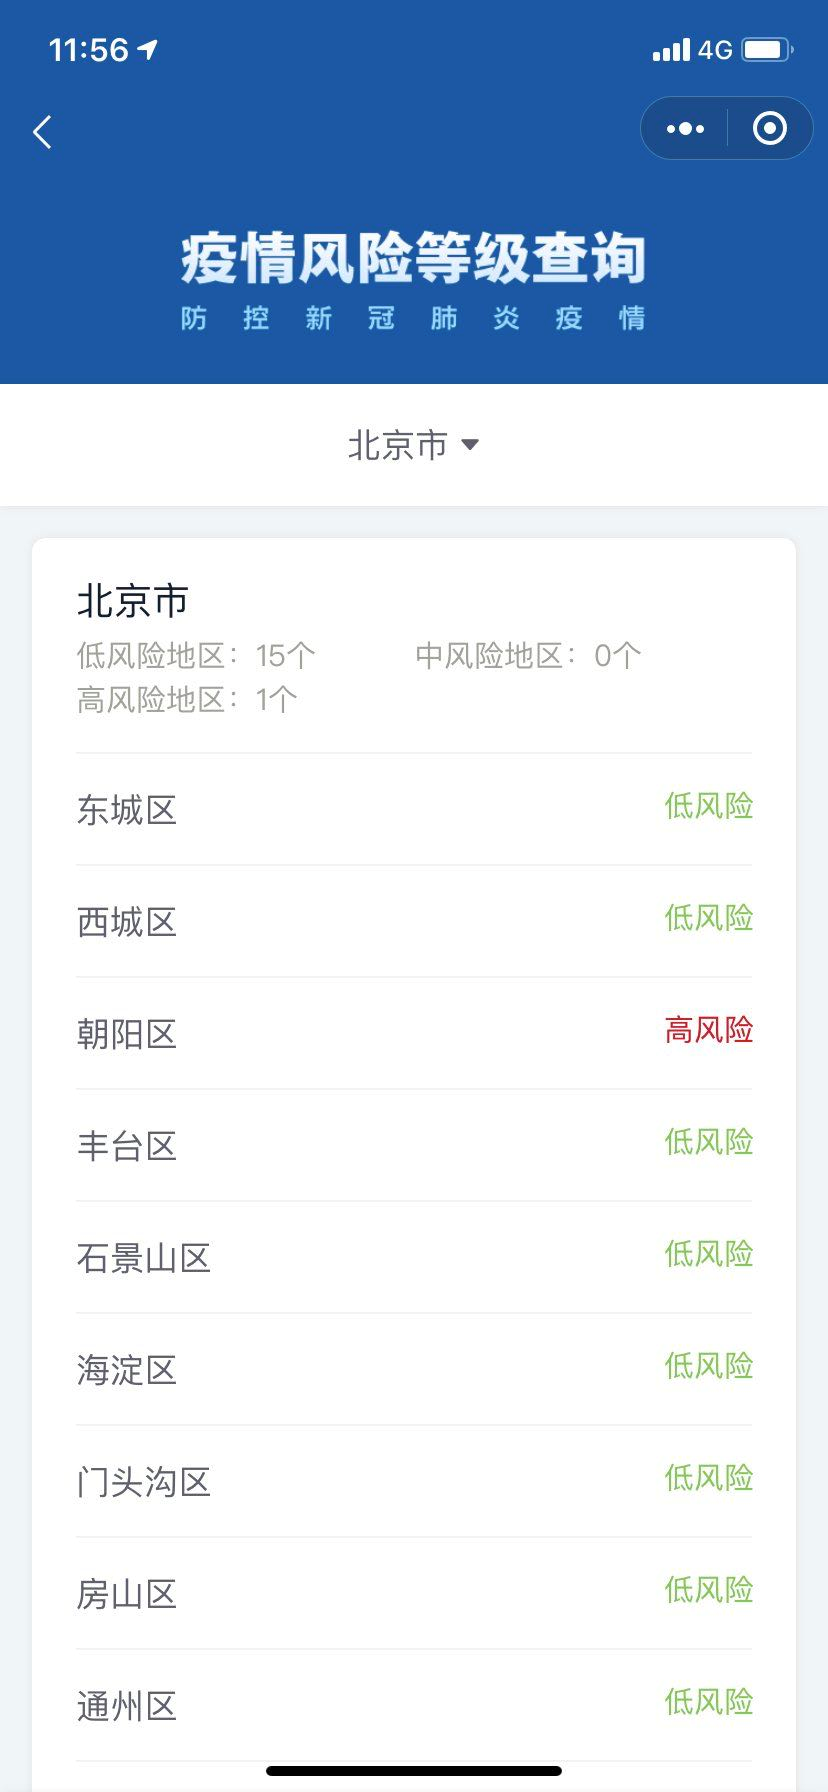 11:56
4G
疫情风险等级查询
防控新冠肺炎疫情
北京市
北京市
低风险地区：15个 中风险地区：0个
高风险地区：1个
东城区 低风险
西城区 低风险
朝阳区 高风险
丰台区 低风险
石景山区 低风险
海淀区 低风险
门头沟区 低风险
房山区 低风险
通州区 低风险